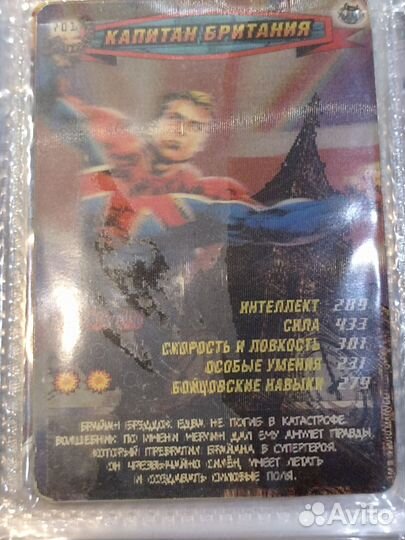 701
КАПИТАН БРИТАНИЯ
ИНТЕЛЛЕКТ 289
СИЛА 433
СКОРОСТЬ И ЛОВКОСТЬ 301
ОСОБЫЕ УМЕНИЯ 231
БОЙЦОВСКИЕ НАВЫКИ 279
БРАЙАН БРЭДДОК ЕДВА НЕ ПОГИБ В КАТАСТРОФЕ.
ВОЛШЕБНИК ПО ИМЕНИ МЕРЛИН ДАЛ ЕМУ АМУЛЕТ ПРАВДЫ,
КОТОРЫЙ ПРЕВРАТИЛ БРАЙАНА В СУПЕРГЕРОЯ.
ОН ЧРЕЗВЫЧАЙНО СИЛЁН, УМЕЕТ ЛЕТАТЬ
И СОЗДАВАТЬ СИЛОВЫЕ ПОЛЯ.
Avito